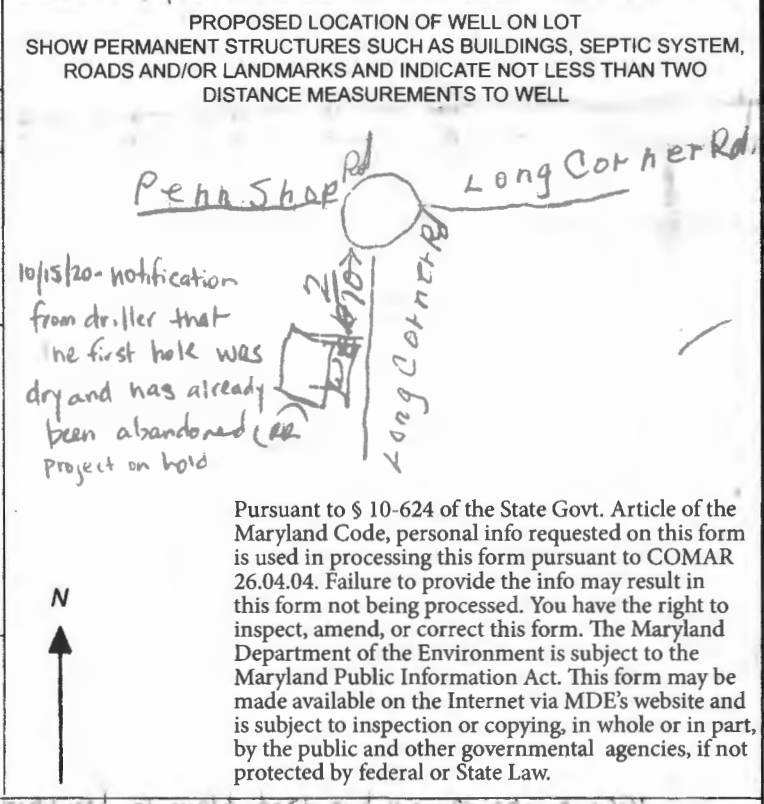 PROPOSED LOCATION OF WELL ON LOT
SHOW PERMANENT STRUCTURES SUCH AS BUILDINGS, SEPTIC SYSTEM,
ROADS AND/OR LANDMARKS AND INDICATE NOT LESS THAN TWO
DISTANCE MEASUREMENTS TO WELL
Penn Shop Rd
Long Corner Rd.
Long Corner Rd
10/15/20- notification
from driller that
he first hole was
dry and has already
been abandoned (RR)
project on hold
N
Pursuant to § 10-624 of the State Govt. Article of the
Maryland Code, personal info requested on this form
is used in processing this form pursuant to COMAR
26.04.04. Failure to provide the info may result in
this form not being processed. You have the right to
inspect, amend, or correct this form. The Maryland
Department of the Environment is subject to the
Maryland Public Information Act. This form may be
made available on the Internet via MDE's website and
is subject to inspection or copying, in whole or in part,
by the public and other governmental agencies, if not
protected by federal or State Law.